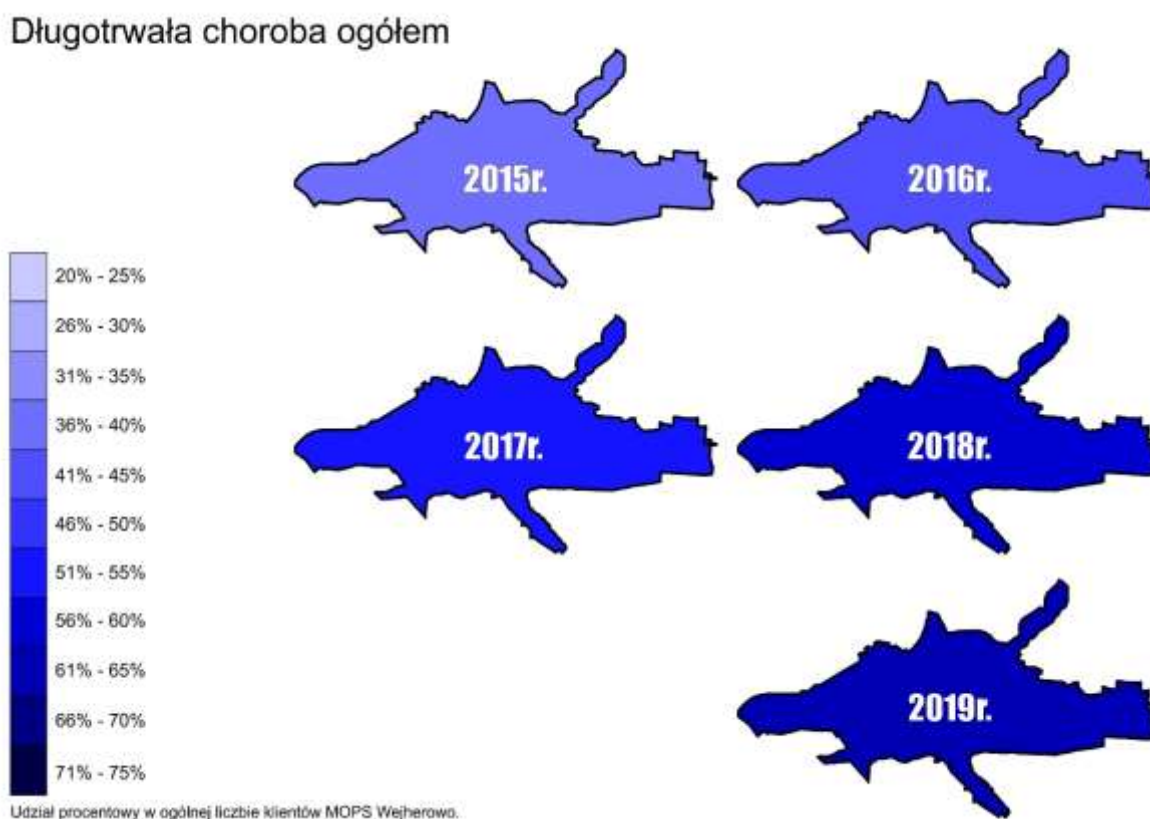 Długotrwała choroba ogółem
2015r.
2016r.
20% - 25%
26% - 30%
31% - 35%
36% - 40%
41% - 45%
46% - 50%
51% - 55%
56% - 60%
61% - 65%
66% - 70%
71% - 75%
2017r.
2018r.
2019r.
Udział procentowy w ogólnej liczbie klientów MOPS Wejherowo.